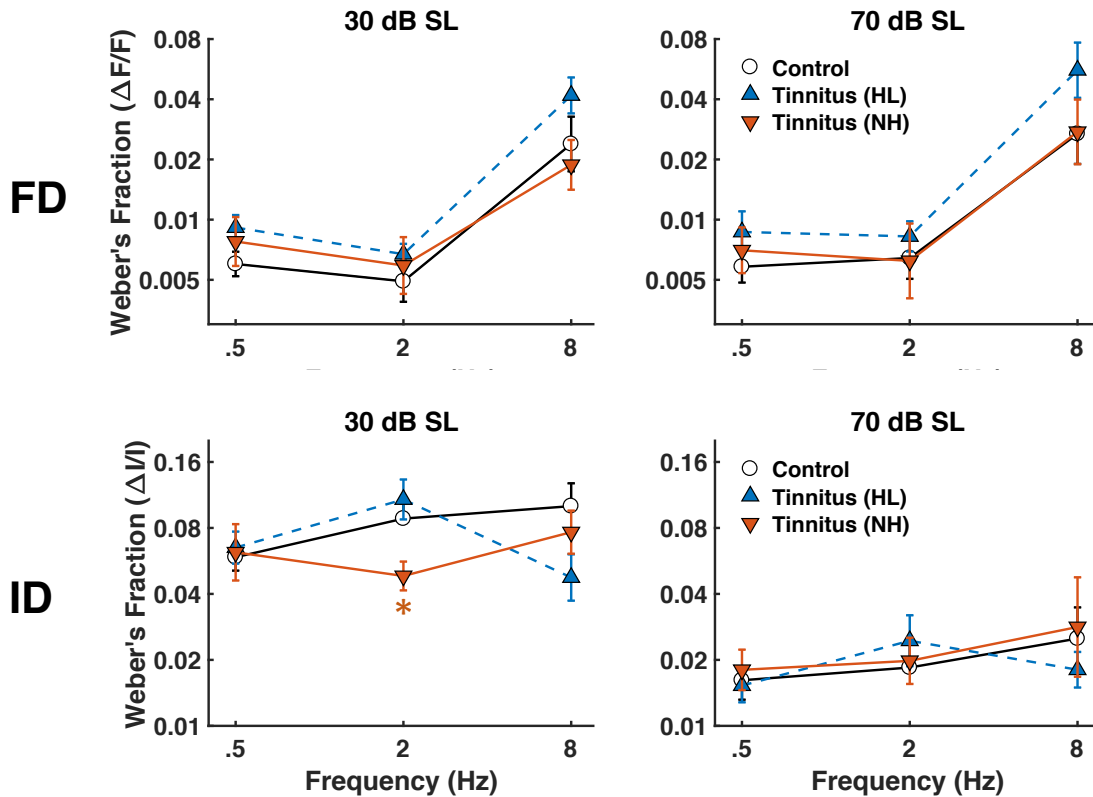 30 dB SL
70 dB SL
FD
Weber's Fraction (ΔF/F)
0.08
0.04
0.02
0.01
0.005
.5
2
8
0.08
0.04
0.02
0.01
0.005
.5
2
8
Control
Tinnitus (HL)
Tinnitus (NH)
30 dB SL
70 dB SL
ID
Weber's Fraction (ΔI/I)
0.16
0.08
0.04
0.02
0.01
*
.5
2
8
Frequency (Hz)
0.16
0.08
0.04
0.02
0.01
Control
Tinnitus (HL)
Tinnitus (NH)
.5
2
8
Frequency (Hz)